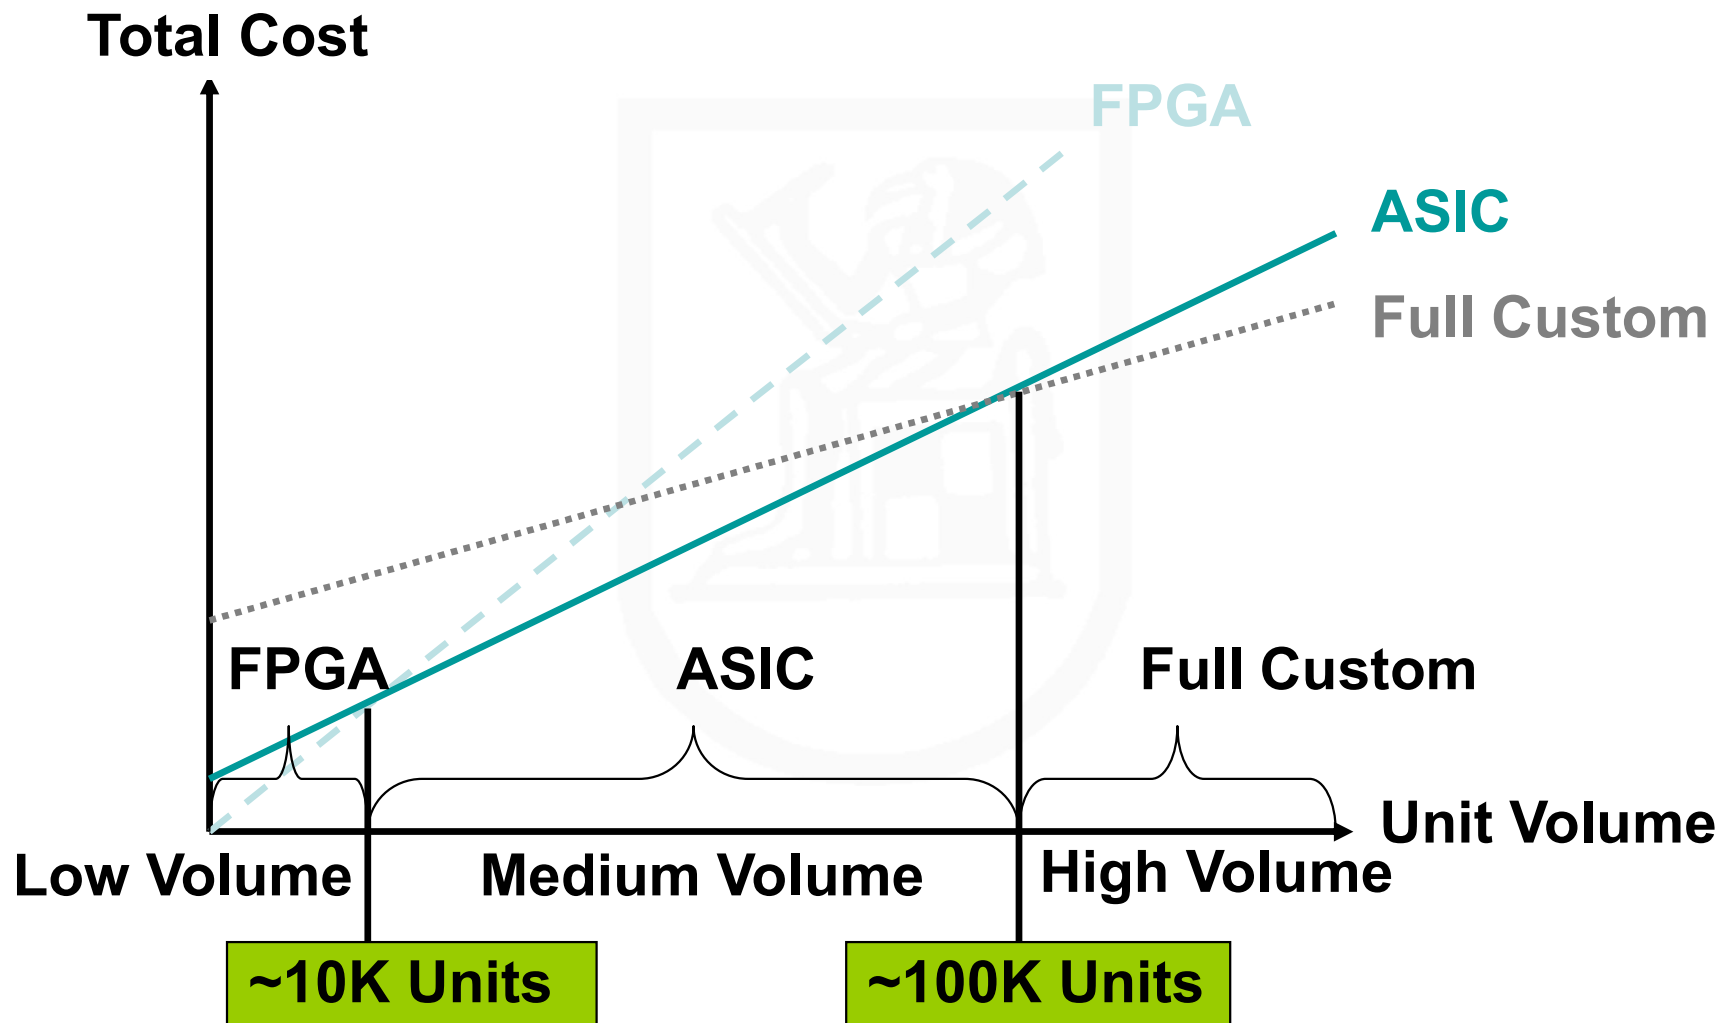 Total Cost
FPGA
ASIC
Full Custom
FPGA
ASIC
Full Custom
Unit Volume
Low Volume
Medium Volume
High Volume
~10K Units
~100K Units